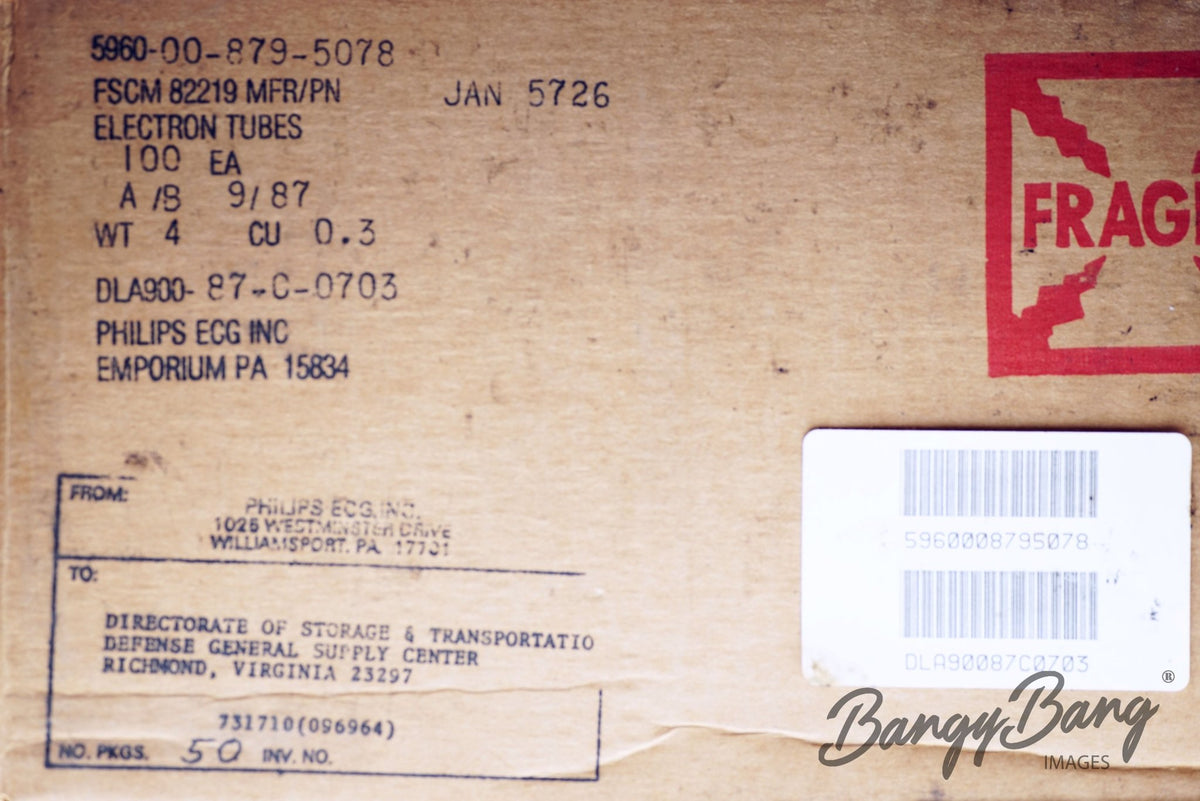 5960-00-879-5078
FSCM 82219 MFR/PN JAN 5726
ELECTRON TUBES
100 EA
A /B 9/87
WT 4 CU 0.3
DLA900- 87-C-0703
PHILIPS ECG INC
EMPORIUM PA 15834
FRAGI
5960008795078
DLA90087C0703
FROM:
PHILIPS ECG, INC.
1025 WESTMINSTER DRIVE
WILLIAMSPORT, PA 17701
TO:
DIRECTORATE OF STORAGE & TRANSPORTATIO
DEFENSE GENERAL SUPPLY CENTER
RICHMOND, VIRGINIA 23297
731710(096964)
NO. PKGS. 50 INV. NO.
BangyBang®
IMAGES